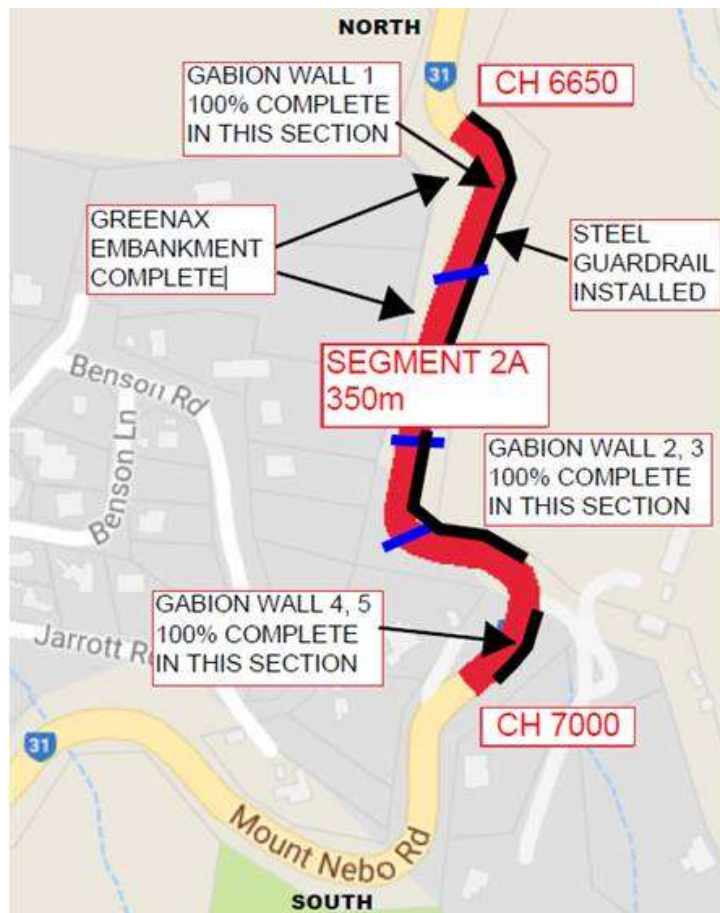 NORTH
31
CH 6650
GABION WALL 1
100% COMPLETE
IN THIS SECTION
GREENAX
EMBANKMENT
COMPLETE
STEEL
GUARDRAIL
INSTALLED
SEGMENT 2A
350m
Benson Rd
Benson Ln
GABION WALL 2, 3
100% COMPLETE
IN THIS SECTION
GABION WALL 4, 5
100% COMPLETE
IN THIS SECTION
Jarrott R
CH 7000
31
Mount Nebo Rd
SOUTH